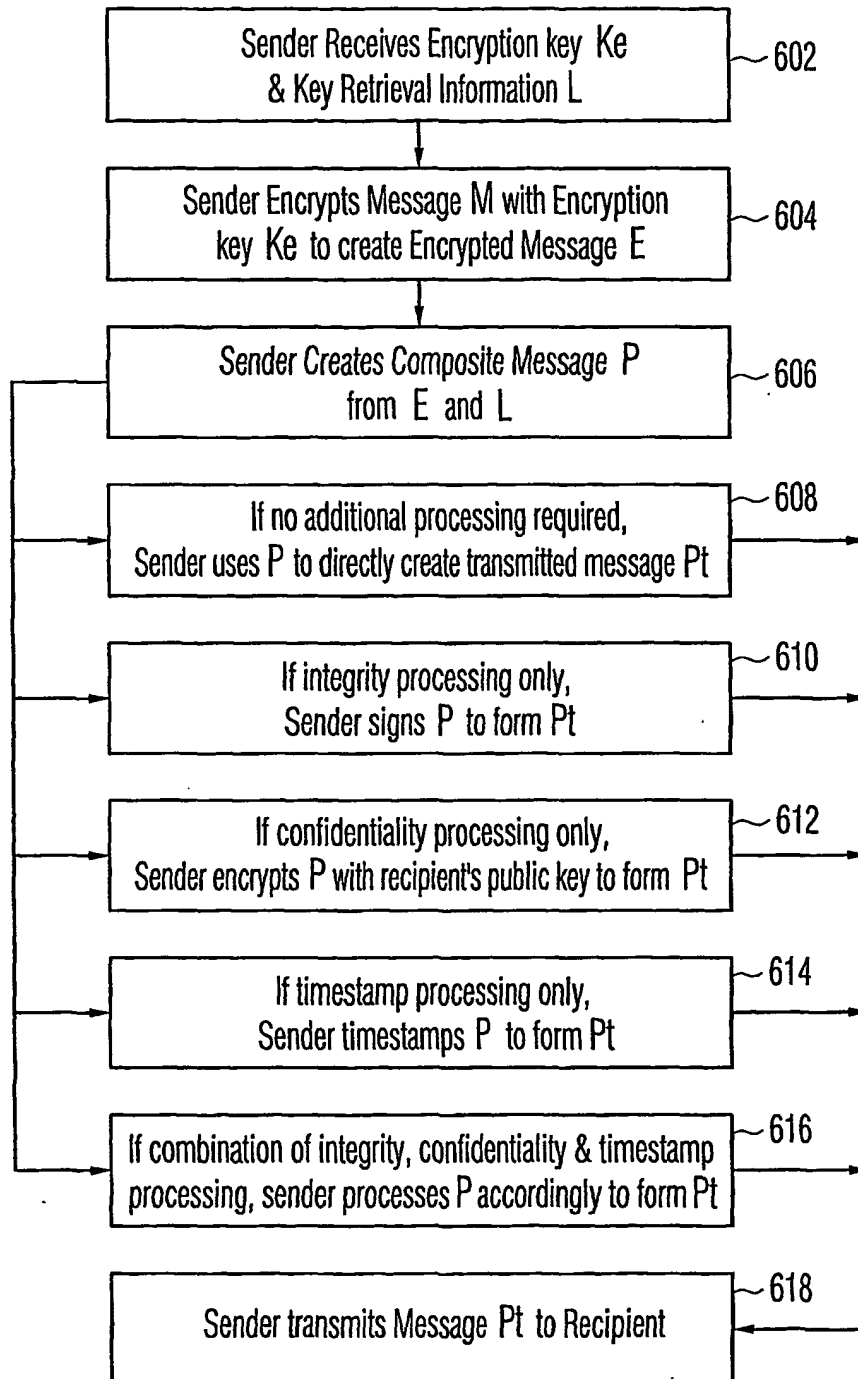 Sender Receives Encryption key Ke
& Key Retrieval Information L
602
Sender Encrypts Message M with Encryption
key Ke to create Encrypted Message E
604
Sender Creates Composite Message P
from E and L
606
If no additional processing required,
Sender uses P to directly create transmitted message Pt
608
If integrity processing only,
Sender signs P to form Pt
610
If confidentiality processing only,
Sender encrypts P with recipient's public key to form Pt
612
If timestamp processing only,
Sender timestamps P to form Pt
614
If combination of integrity, confidentiality & timestamp
processing, sender processes P accordingly to form Pt
616
Sender transmits Message Pt to Recipient
618